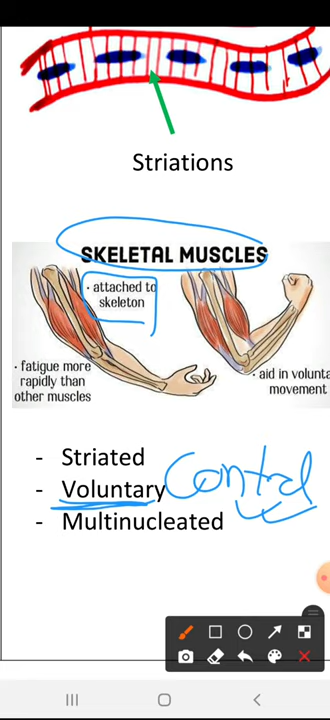 Striations
SKELETAL MUSCLES
· attached to
skeleton
· fatigue more
rapidly than
other muscles
· aid in volunta
movement
- Striated
- Voluntary Control
- Multinucleated